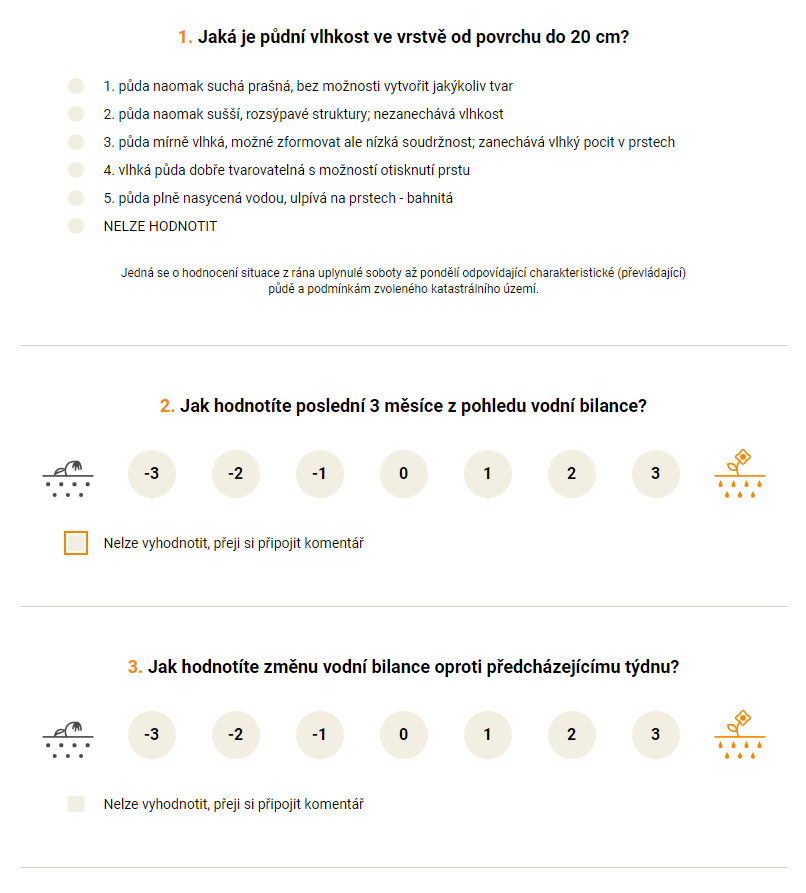 1. Jaká je půdní vlhkost ve vrstvě od povrchu do 20 cm?
1. půda naomak suchá prašná, bez možnosti vytvořit jakýkoliv tvar
2. půda naomak sušší, rozsýpavé struktury; nezanechává vlhkost
3. půda mírně vlhká, možné zformovat ale nízká soudržnost; zanechává vlhký pocit v prstech
4. vlhká půda dobře tvarovatelná s možností otisknutí prstu
5. půda plně nasycená vodou, ulpívá na prstech - bahnitá
NELZE HODNOTIT
Jedná se o hodnocení situace z rána uplynulé soboty až pondělí odpovídající charakteristické (převládající)
půdě a podmínkám zvoleného katastrálního území.
2. Jak hodnotíte poslední 3 měsíce z pohledu vodní bilance?
-3 -2 -1 0 1 2 3
Nelze vyhodnotit, přeji si připojit komentář
3. Jak hodnotíte změnu vodní bilance oproti předcházejícímu týdnu?
-3 -2 -1 0 1 2 3
Nelze vyhodnotit, přeji si připojit komentář